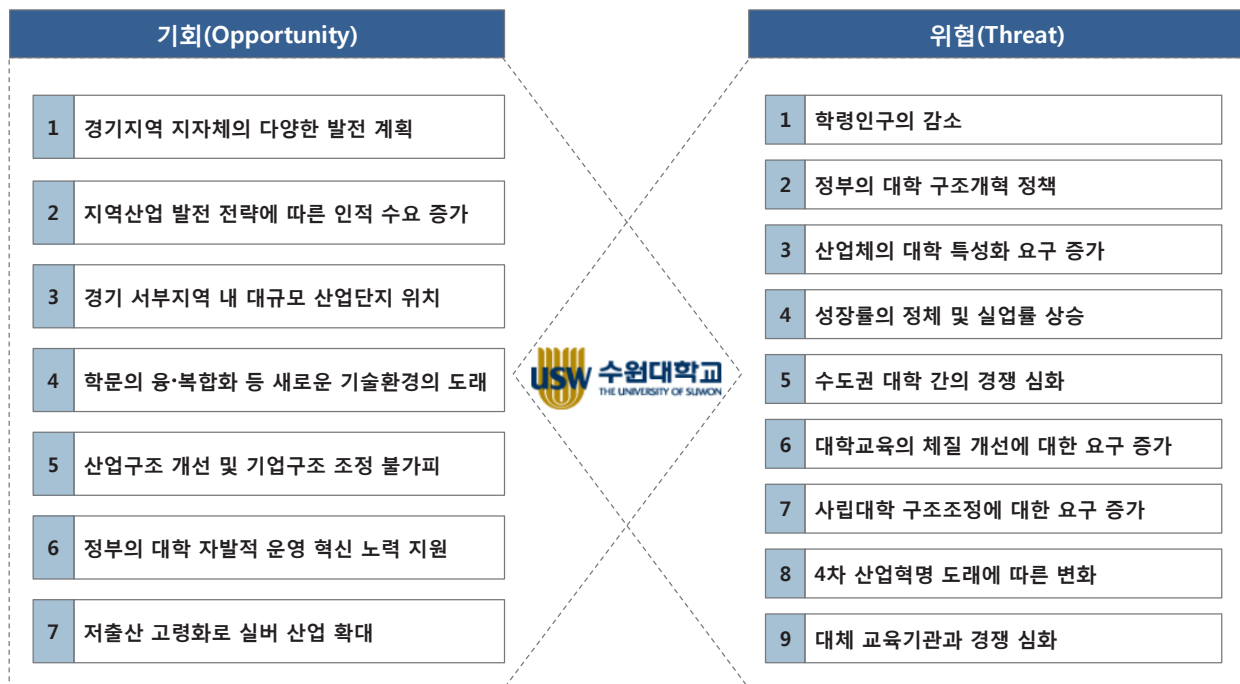 기회(Opportunity)
1 경기지역 지자체의 다양한 발전 계획
2 지역산업 발전 전략에 따른 인적 수요 증가
3 경기 서부지역 내 대규모 산업단지 위치
4 학문의 융·복합화 등 새로운 기술환경의 도래
5 산업구조 개선 및 기업구조 조정 불가피
6 정부의 대학 자발적 운영 혁신 노력 지원
7 저출산 고령화로 실버 산업 확대
USW 수원대학교
THE UNIVERSITY OF SUWON
위협(Threat)
1 학령인구의 감소
2 정부의 대학 구조개혁 정책
3 산업체의 대학 특성화 요구 증가
4 성장률의 정체 및 실업률 상승
5 수도권 대학 간의 경쟁 심화
6 대학교육의 체질 개선에 대한 요구 증가
7 사립대학 구조조정에 대한 요구 증가
8 4차 산업혁명 도래에 따른 변화
9 대체 교육기관과 경쟁 심화